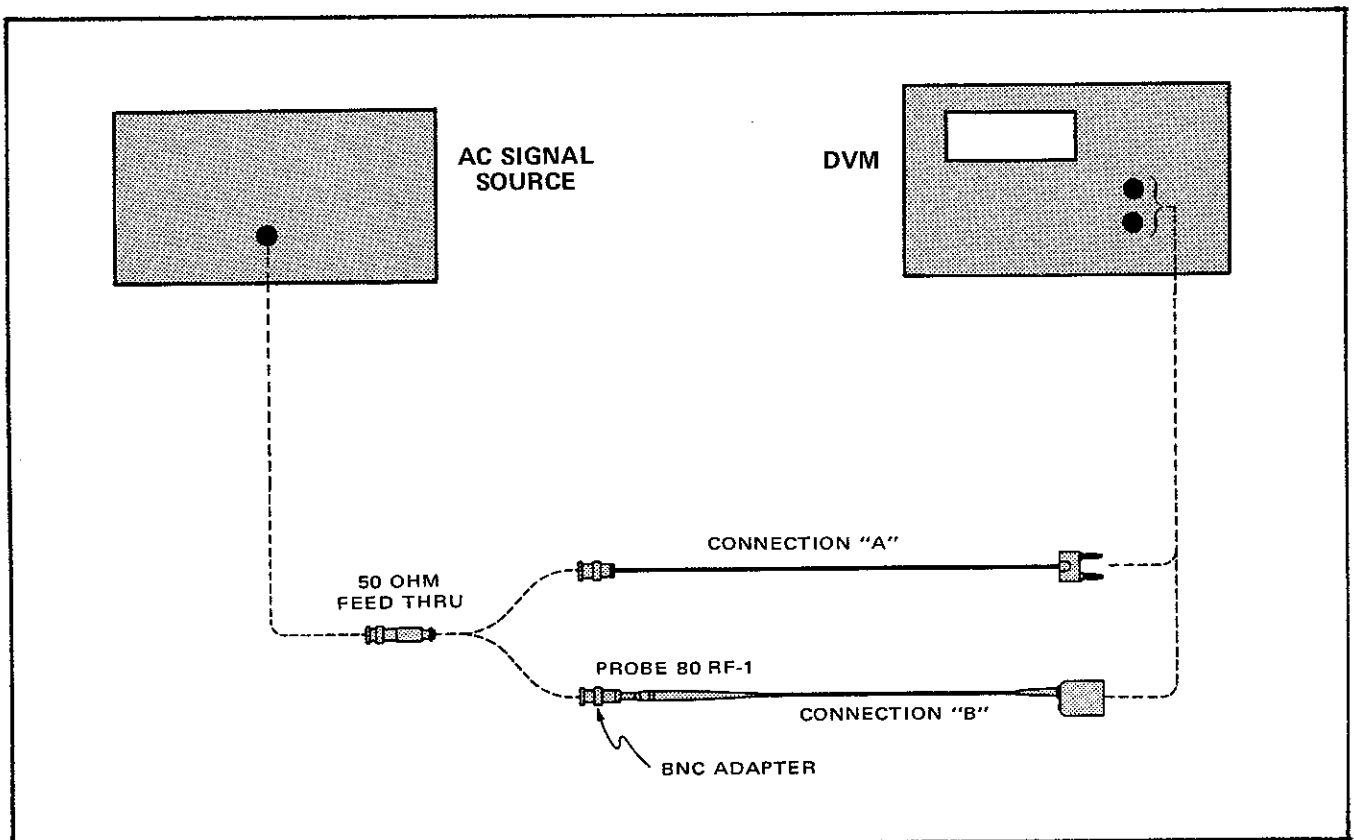 AC SIGNAL
SOURCE
DVM
CONNECTION "A"
50 OHM
FEED THRU
PROBE 80 RF-1
CONNECTION "B"
BNC ADAPTER